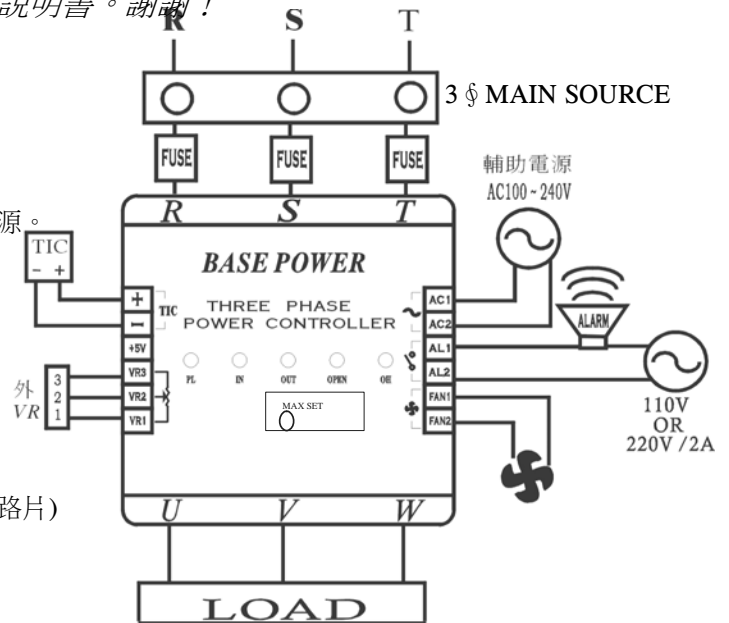 說明書。謝謝！
R S T
3 ∮ MAIN SOURCE
FUSE FUSE FUSE
輔助電源
AC100~240V
R S T
源。
TIC
- +
BASE POWER
THREE PHASE
POWER CONTROLLER
+
−
TIC
+5V
VR3
VR2
VR1
PL IN OUT OPEN OH
MAX SET
AC1
AC2
AL1
AL2
FAN1
FAN2
ALARM
外
VR
3
2
1
110V
OR
220V /2A
路片)
U V W
LOAD